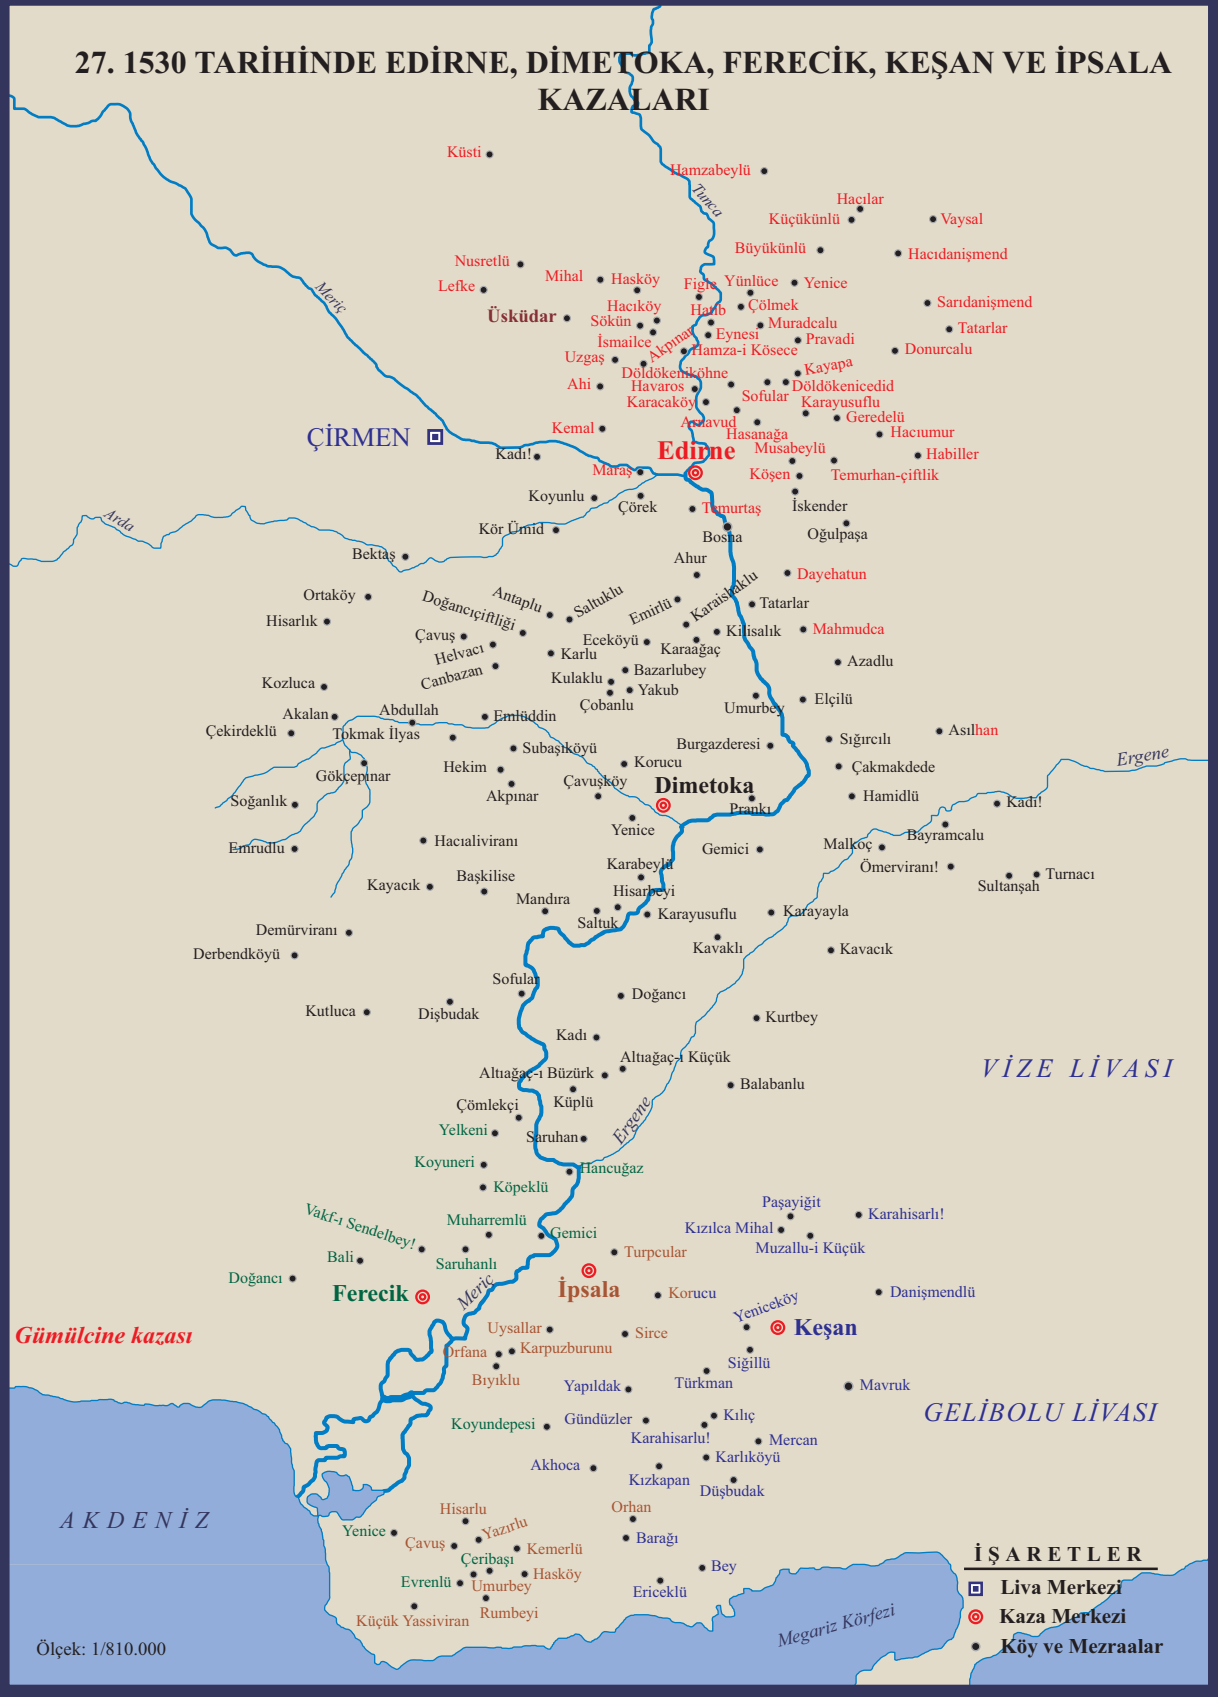 27. 1530 TARİHİNDE EDİRNE, DİMETOKA, FERECİK, KEŞAN VE İPSALA
KAZALARI
Küsti
Hamzabeylü
Tunca
Hacılar
Küçükünlü
Vaysal
Büyükünlü
Hacıdanişmend
Nusretlü
Mihal
Hasköy
Figle
Yünlüce
Yenice
Lefke
Meriç
Hacıköy
Hatib
Çölmek
Sarıdanişmend
Üsküdar
Sökün
Muradcalu
Tatarlar
İsmailce
Akpınar
Eynesi
Pravadi
Hamza-i Kösece
Donurcalu
Uzgaş
Döldökeniköhne
Kayapa
Ahi
Havaros
Döldökenicedid
Karacaköy
Sofular
Karayusuflu
Arnavud
Geredelü
Kemal
Hasanağa
Hacıumur
ÇİRMEN
Edirne
Musabeylü
Habiller
Kadı!
Maraş
Köşen
Temurhan-çiftlik
Koyunlu
Çörek
Temurtaş
İskender
Arda
Kör Ümid
Bosna
Oğulpaşa
Bektaş
Ahur
Dayehatun
Ortaköy
Antaplu
Saltuklu
Emirlü
Karaishaklu
Tatarlar
Hisarlık
Doğancıçiftliği
Çavuş
Eceköyü
Karaağaç
Kilisalık
Mahmudca
Helvacı
Karlu
Canbazan
Bazarlubey
Azadlu
Kozluca
Kulaklu
Yakub
Çobanlu
Umurbey
Elçilü
Akalan
Abdullah
Emlüddin
Çekirdeklü
Tokmak İlyas
Asılhan
Subaşıköyü
Burgazderesi
Sığırcılı
Ergene
Gökçepınar
Hekim
Korucu
Çakmakdede
Akpınar
Çavuşköy
Dimetoka
Soğanlık
Prankı
Hamidlü
Kadı!
Yenice
Bayramcalu
Emrudlu
Hacıaliviranı
Gemici
Malkoç
Karabeylü
Ömerviranı!
Kayacık
Başkilise
Hisarbeyi
Sultanşah
Turnacı
Mandıra
Saltuk
Karayusuflu
Karayayla
Demürviranı
Kavaklı
Kavacık
Derbendköyü
Sofular
Doğancı
Kutluca
Dişbudak
Kurtbey
Kadı
Altıağaç-ı Küçük
VİZE LİVASI
Altıağaç-ı Büzürk
Balabanlu
Küplü
Çömlekçi
Ergene
Yelkeni
Saruhan
Koyuneri
Hancuğaz
Köpeklü
Vakf-ı Sendelbey!
Muharremlü
Gemici
Paşayiğit
Karahisarlı!
Kızılca Mihal
Muzallu-i Küçük
Bali
Saruhanlı
Turpcular
Doğancı
Ferecik
Meriç
İpsala
Korucu
Danişmendlü
Yeniceköy
Keşan
Gümülcine kazası
Uysallar
Sirce
Orfana
Karpuzburunu
Siğillü
Bıyıklu
Yapıldak
Türkman
Mavruk
Koyundepesi
Gündüzler
Kılıç
GELİBOLU LİVASI
Karahisarlu!
Mercan
Akhoca
Karlıköyü
Kızkapan
Düşbudak
AKDENİZ
Hisarlu
Orhan
Yenice
Çavuş
Yazırlu
Barağı
Kemerlü
Çeribaşı
Evrenlü
Hasköy
Bey
Umurbey
Ericeklü
Küçük Yassiviran
Rumbeyi
Megariz Körfezi
İŞARETLER
Liva Merkezi
Kaza Merkezi
Köy ve Mezraalar
Ölçek: 1/810.000